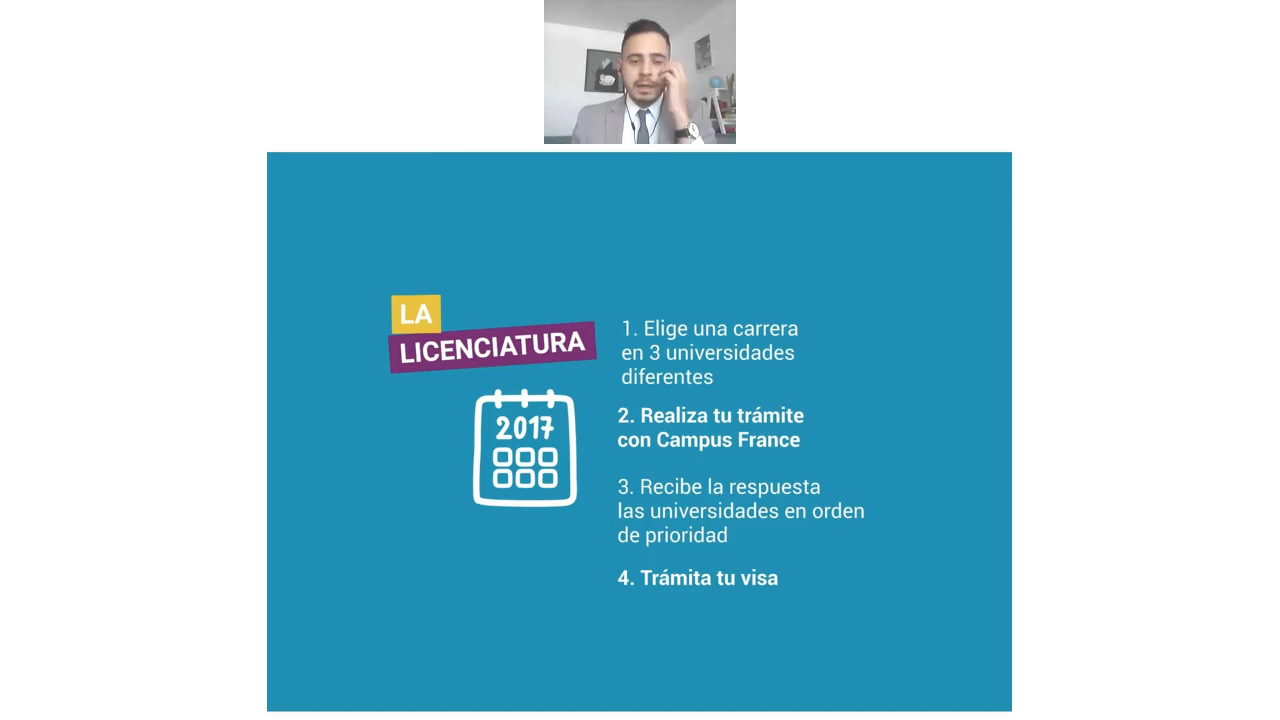 LA
LICENCIATURA
2017
1. Elige una carrera
en 3 universidades
diferentes
2. Realiza tu trámite
con Campus France
3. Recibe la respuesta
las universidades en orden
de prioridad
4. Trámita tu visa